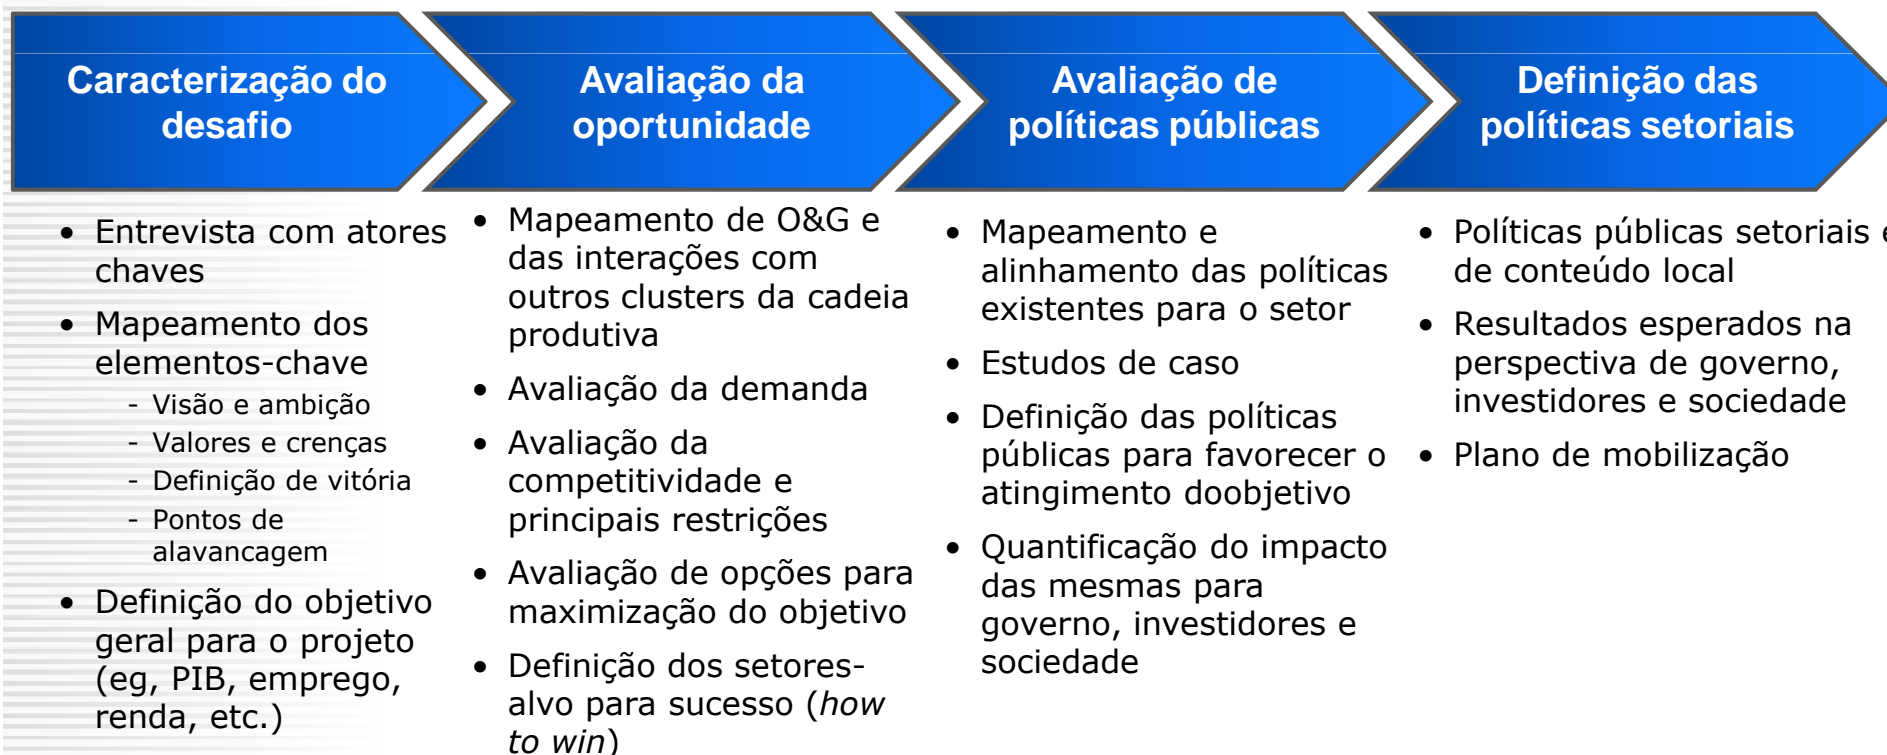 Caracterização do
desafio
Avaliação da
oportunidade
Avaliação de
políticas públicas
Definição das
políticas setoriais
• Entrevista com atores
chaves
• Mapeamento dos
elementos-chave
- Visão e ambição
- Valores e crenças
- Definição de vitória
- Pontos de
alavancagem
• Definição do objetivo
geral para o projeto
(eg, PIB, emprego,
renda, etc.)
• Mapeamento de O&G e
das interações com
outros clusters da cadeia
produtiva
• Avaliação da demanda
• Avaliação da
competitividade e
principais restrições
• Avaliação de opções para
maximização do objetivo
• Definição dos setores-
alvo para sucesso (how
to win)
• Mapeamento e
alinhamento das políticas
existentes para o setor
• Estudos de caso
• Definição das políticas
públicas para favorecer o
atingimento doobjetivo
• Quantificação do impacto
das mesmas para
governo, investidores e
sociedade
• Políticas públicas setoriais e
de conteúdo local
• Resultados esperados na
perspectiva de governo,
investidores e sociedade
• Plano de mobilização